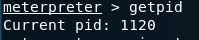 meterpreter > getpid
Current pid: 1120